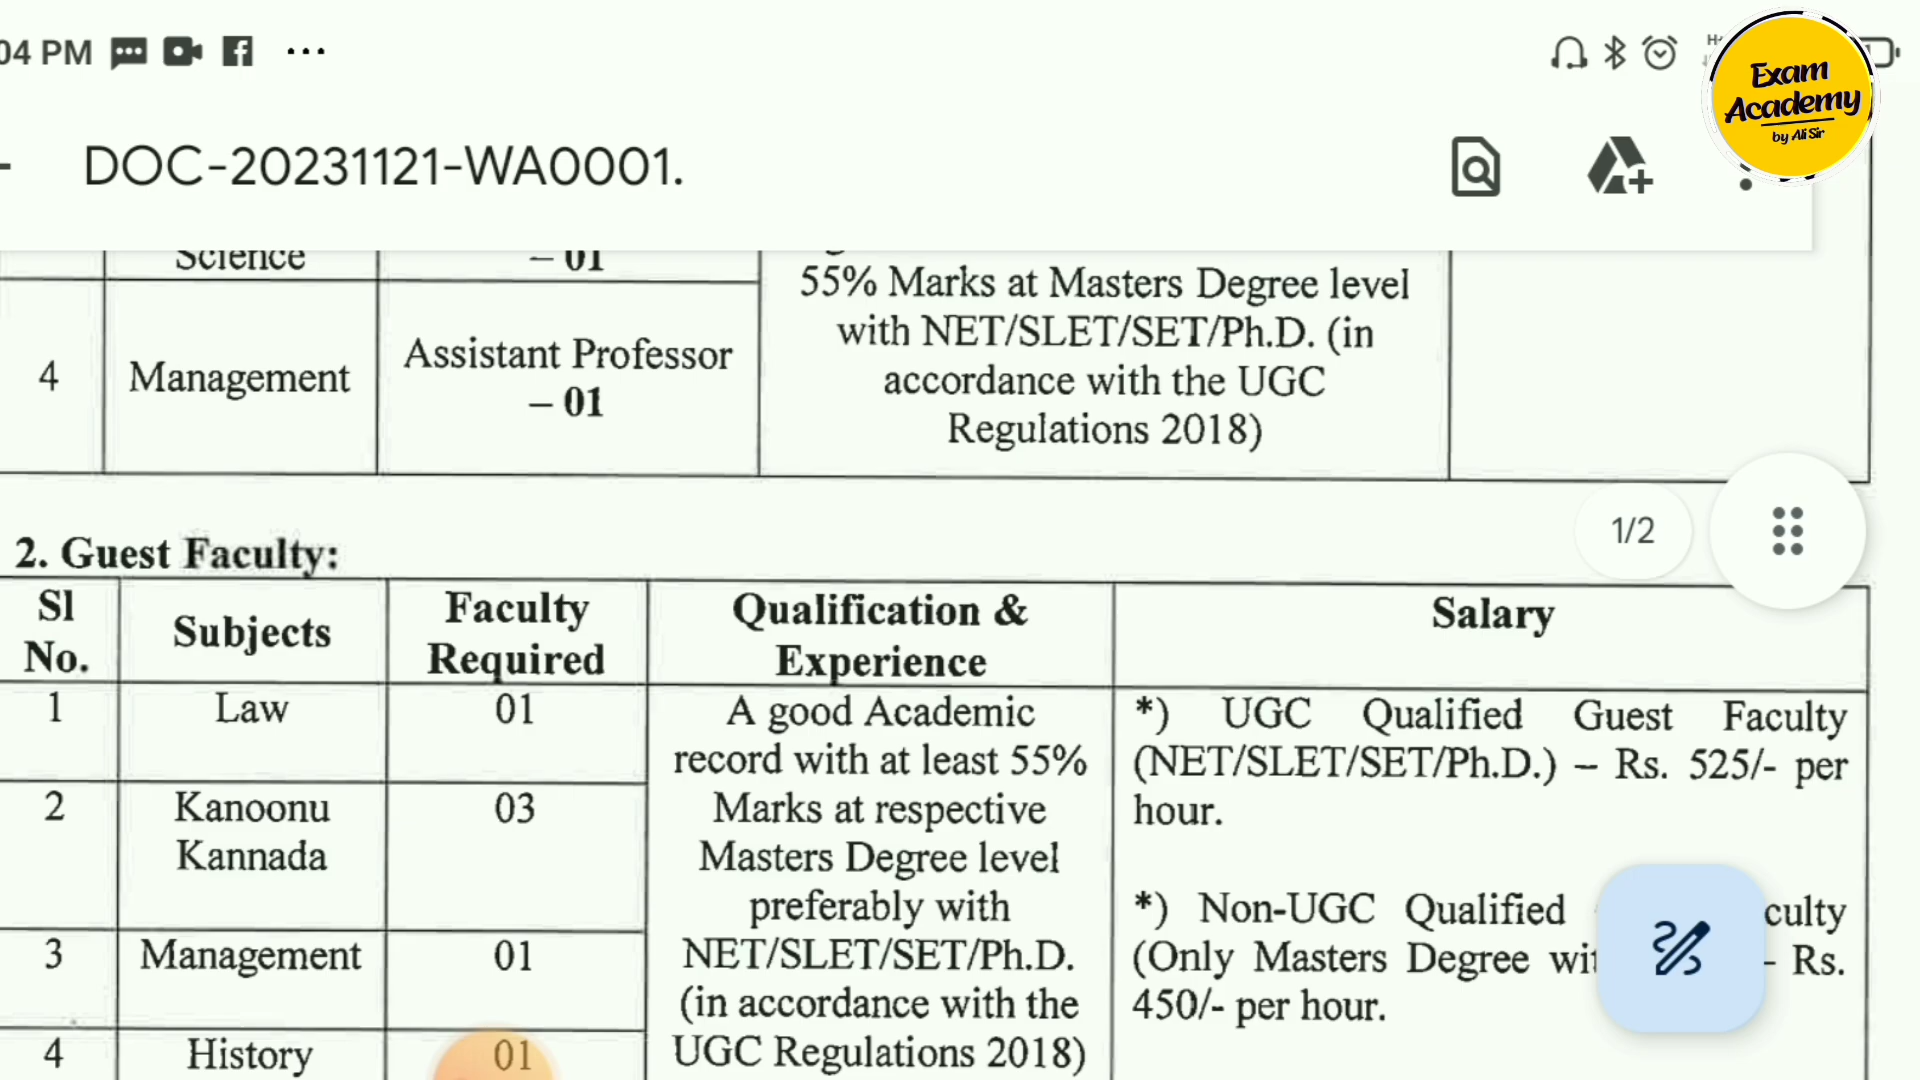 04 PM
Exam
Academy
by Ali Sir
DOC-20231121-WA0001.
Science
– 01
55% Marks at Masters Degree level
with NET/SLET/SET/Ph.D. (in
accordance with the UGC
Regulations 2018)
4
Management
Assistant Professor
– 01
1/2
2. Guest Faculty:
Sl
No.
Subjects
Faculty
Required
Qualification &
Experience
Salary
1
Law
01
2
Kanoonu
Kannada
03
3
Management
01
4
History
01
A good Academic
record with at least 55%
Marks at respective
Masters Degree level
preferably with
NET/SLET/SET/Ph.D.
(in accordance with the
UGC Regulations 2018)
*) UGC Qualified Guest Faculty
(NET/SLET/SET/Ph.D.) – Rs. 525/- per
hour.
*) Non-UGC Qualified
(Only Masters Degree - Rs.
450/- per hour.